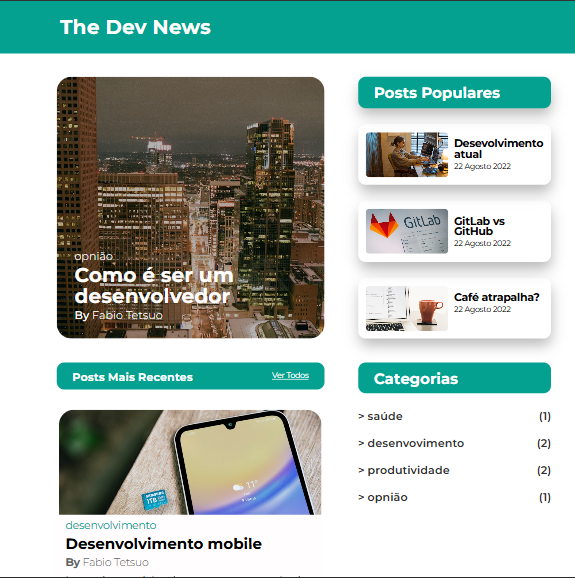 The Dev News
opnião
Como é ser um
desenvolvedor
By Fabio Tetsuo
Posts Mais Recentes
Ver Todos
desenvolvimento
Desenvolvimento mobile
By Fabio Tetsuo
Posts Populares
Desevolvimento
atual
22 Agosto 2022
GitLab
GitLab vs
GitHub
22 Agosto 2022
Café atrapalha?
22 Agosto 2022
Categorias
> saúde (1)
> desenvovimento (2)
> produtividade (2)
> opnião (1)